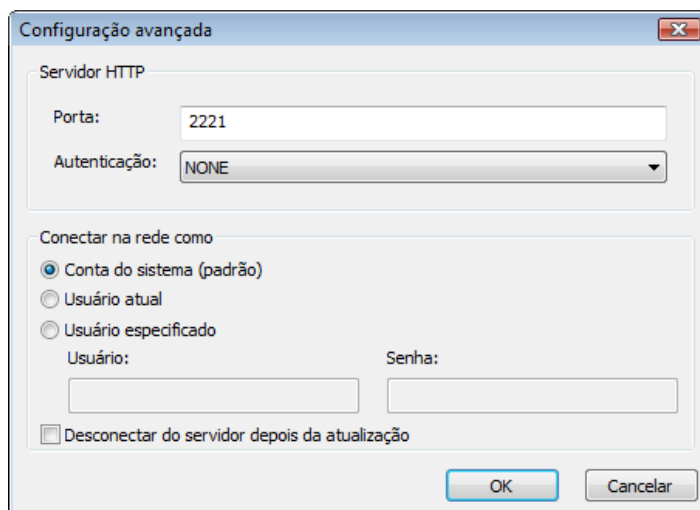 Configuração avançada
Servidor HTTP
Porta: 2221
Autenticação: NONE
Conectar na rede como
Conta do sistema (padrão)
Usuário atual
Usuário especificado
Usuário: Senha:
Desconectar do servidor depois da atualização
OK Cancelar